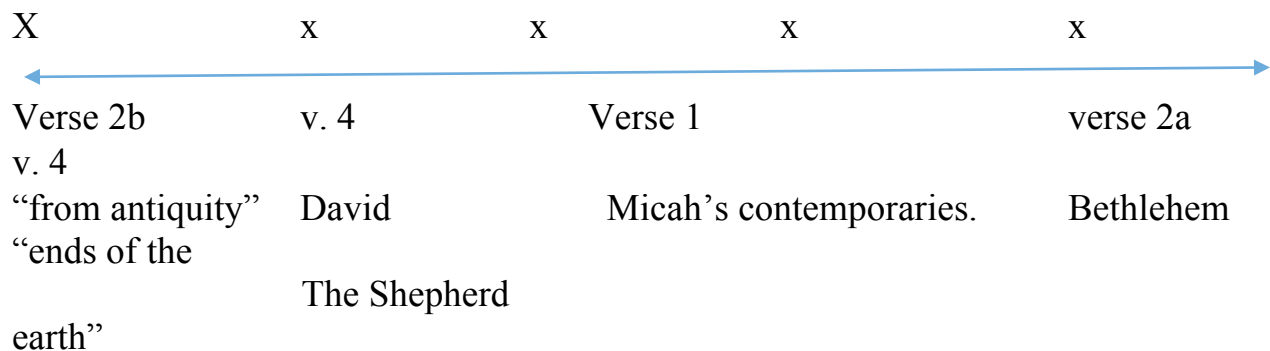 X x x x x
Verse 2b v. 4 Verse 1 verse 2a
v. 4
“from antiquity” David Micah’s contemporaries. Bethlehem
“ends of the
The Shepherd
earth”